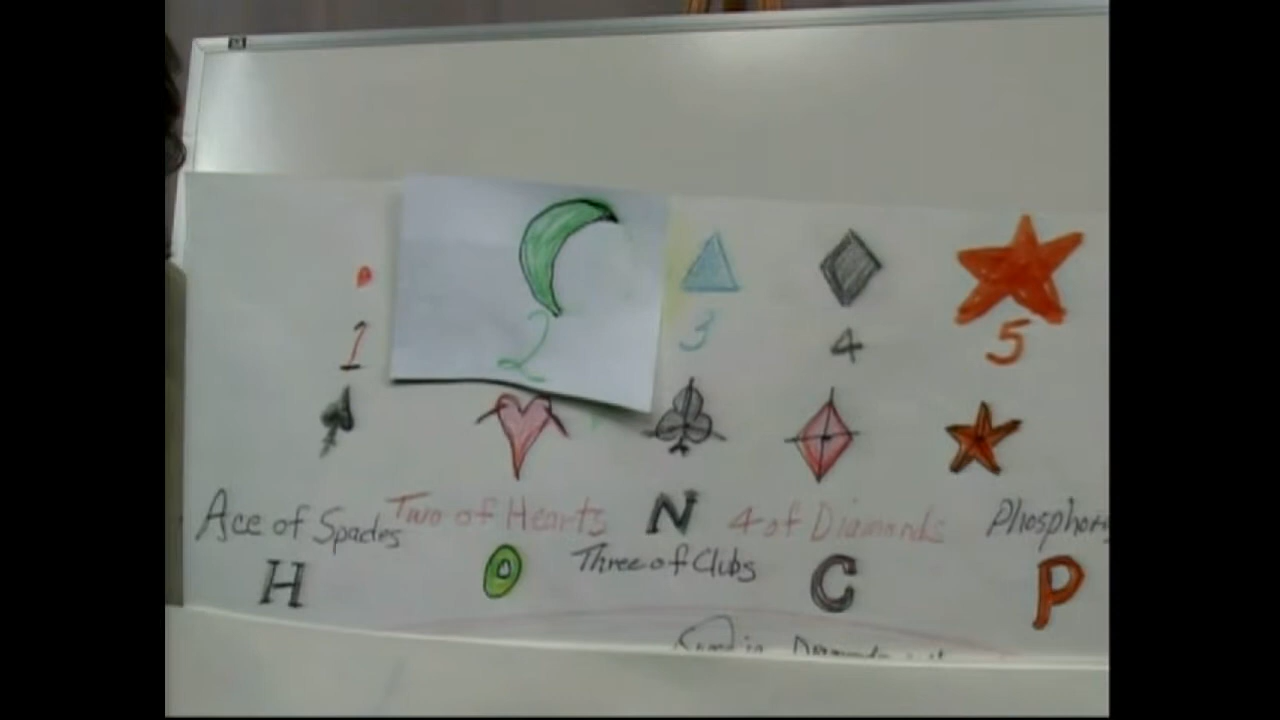 1 2 3 4 5
Ace of Spades Two of Hearts N 4 of Diamonds
H O Three of Clubs C P